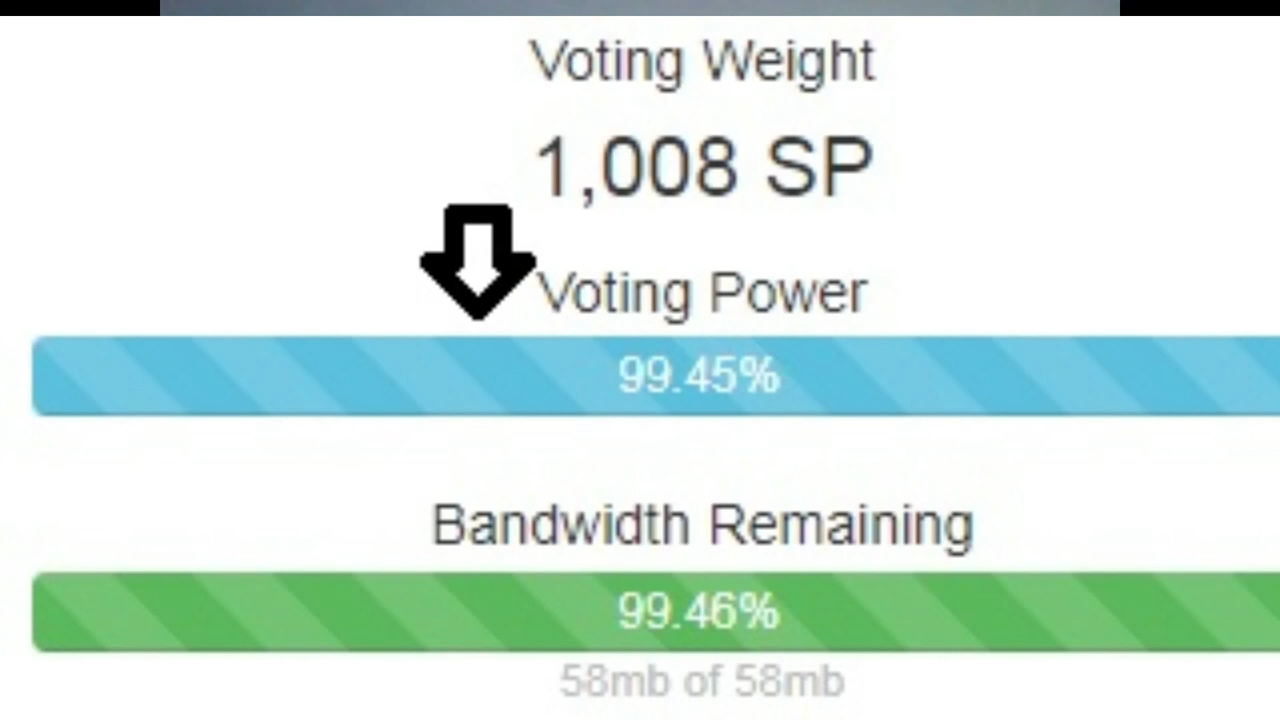 Voting Weight
1,008 SP
Voting Power
99.45%
Bandwidth Remaining
99.46%
58mb of 58mb